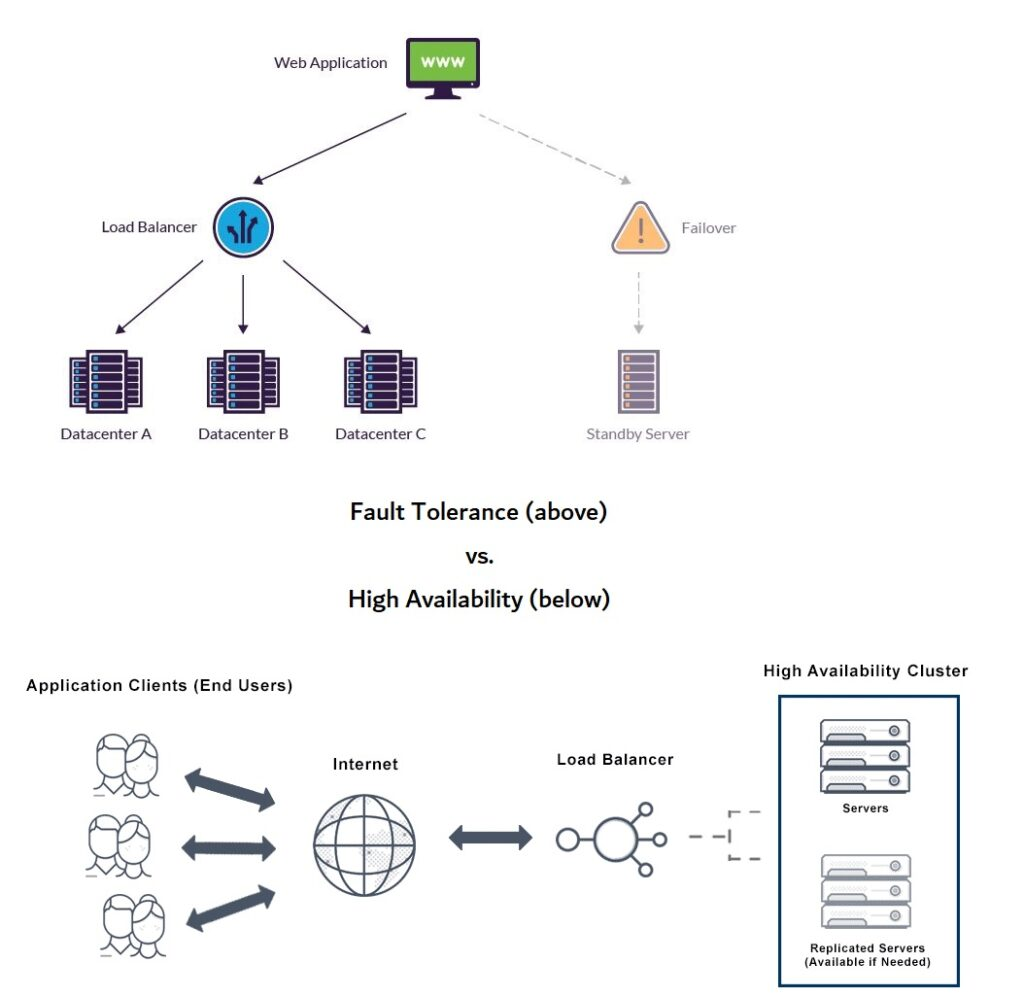 Web Application
WWW
Load Balancer
Failover
Datacenter A
Datacenter B
Datacenter C
Standby Server
Fault Tolerance (above)
vs.
High Availability (below)
High Availability Cluster
Application Clients (End Users)
Internet
Load Balancer
Servers
Replicated Servers
(Available if Needed)